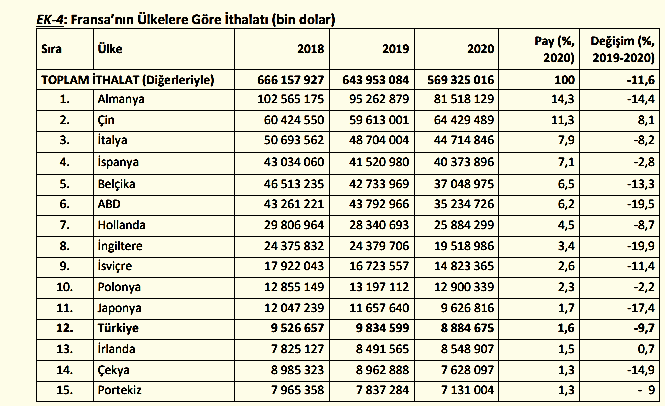 EK-4: Fransa’nın Ülkelere Göre İthalatı (bin dolar)
Sıra Ülke 2018 2019 2020 Pay (%, 2020) Değişim (%, 2019-2020)
TOPLAM İTHALAT (Diğerleriyle) 666 157 927 643 953 084 569 325 016 100 -11,6
1. Almanya 102 565 175 95 262 879 81 518 129 14,3 -14,4
2. Çin 60 424 550 59 613 001 64 429 489 11,3 8,1
3. İtalya 50 693 562 48 704 004 44 714 846 7,9 -8,2
4. İspanya 43 034 060 41 520 980 40 373 896 7,1 -2,8
5. Belçika 46 513 235 42 733 969 37 048 975 6,5 -13,3
6. ABD 43 261 221 43 792 966 35 234 726 6,2 -19,5
7. Hollanda 29 806 964 28 340 693 25 884 299 4,5 -8,7
8. İngiltere 24 375 832 24 379 706 19 518 986 3,4 -19,9
9. İsviçre 17 922 043 16 723 557 14 823 365 2,6 -11,4
10. Polonya 12 855 149 13 197 112 12 900 339 2,3 -2,2
11. Japonya 12 047 239 11 657 640 9 626 816 1,7 -17,4
12. Türkiye 9 526 657 9 834 599 8 884 675 1,6 -9,7
13. İrlanda 7 825 127 8 491 565 8 548 907 1,5 0,7
14. Çekya 8 985 323 8 962 888 7 628 097 1,3 -14,9
15. Portekiz 7 965 358 7 837 284 7 131 004 1,3 - 9